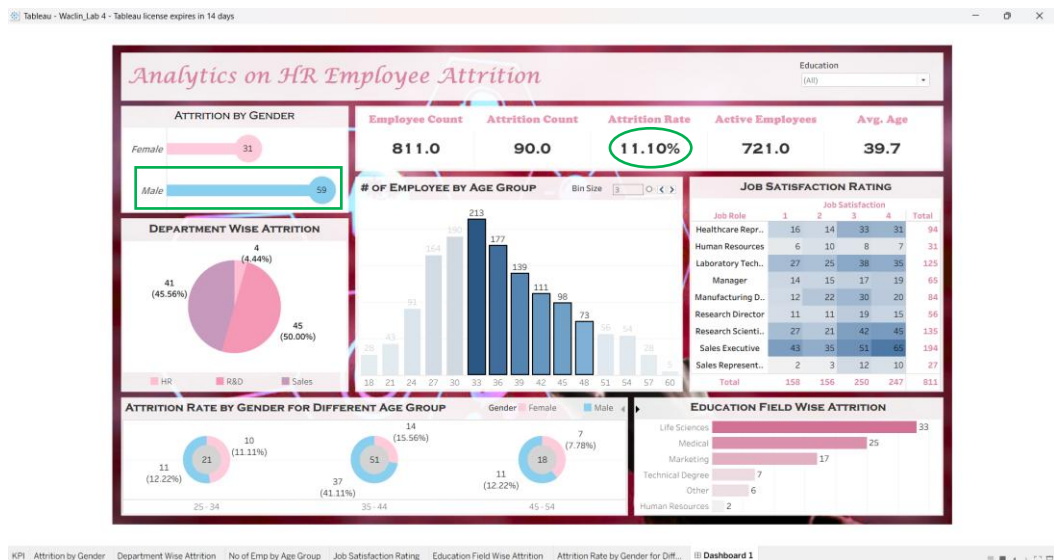 Tableau - Waclin_Lab 4 - Tableau license expires in 14 days
Analytics on HR Employee Attrition
Education
(All)
ATTRITION BY GENDER
Female 31
Male 59
Employee Count Attrition Count Attrition Rate Active Employees Avg. Age
811.0 90.0 11.10% 721.0 39.7
DEPARTMENT WISE ATTRITION
4
(4.44%)
41
(45.56%)
45
(50.00%)
HR R&D Sales
# OF EMPLOYEE BY AGE GROUP Bin Size 3
26 43 91 164 190 213 177 139 111 98 73 56 54 28 5
18 21 24 27 30 33 36 39 42 45 48 51 54 57 60
JOB SATISFACTION RATING
Job Satisfaction
Job Role 1 2 3 4 Total
Healthcare Repr.. 16 14 33 31 94
Human Resources 6 10 8 7 31
Laboratory Tech.. 27 25 38 35 125
Manager 14 15 17 19 65
Manufacturing D.. 12 22 30 20 84
Research Director 11 11 19 15 56
Research Scienti.. 27 21 42 45 135
Sales Executive 43 35 51 65 194
Sales Represent.. 2 3 12 10 27
Total 158 156 250 247 811
ATTRITION RATE BY GENDER FOR DIFFERENT AGE GROUP Gender Female Male
10
(11.11%)
21
11
(12.22%)
25 - 34
14
(15.56%)
51
37
(41.11%)
35 - 44
7
(7.78%)
18
11
(12.22%)
45 - 54
EDUCATION FIELD WISE ATTRITION
Life Sciences 33
Medical 25
Marketing 17
Technical Degree 7
Other 6
Human Resources 2
KPI Attrition by Gender Department Wise Attrition No of Emp by Age Group Job Satisfaction Rating Education Field Wise Attrition Attrition Rate by Gender for Diff... Dashboard 1